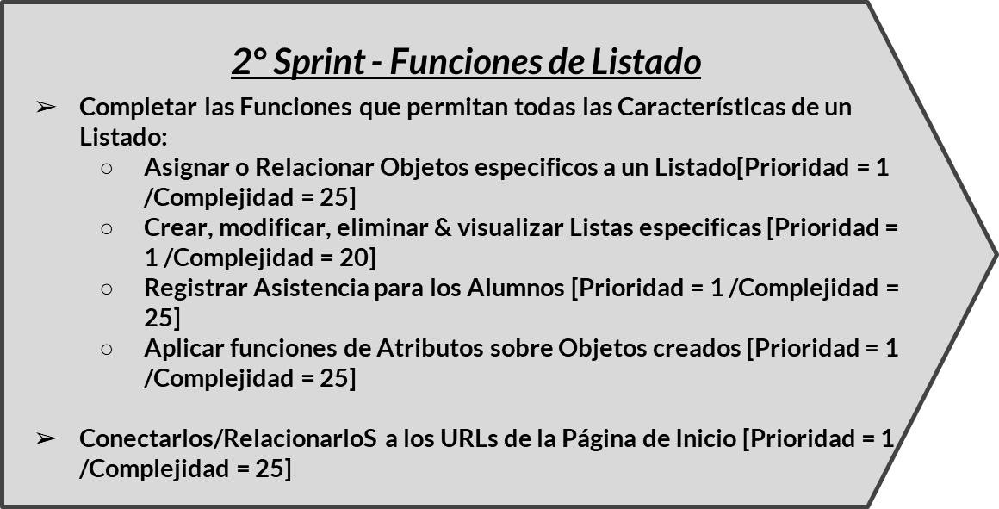 2° Sprint - Funciones de Listado
➢ Completar las Funciones que permitan todas las Características de un
Listado:
○ Asignar o Relacionar Objetos especificos a un Listado[Prioridad = 1
/Complejidad = 25]
○ Crear, modificar, eliminar & visualizar Listas especificas [Prioridad =
1 /Complejidad = 20]
○ Registrar Asistencia para los Alumnos [Prioridad = 1 /Complejidad =
25]
○ Aplicar funciones de Atributos sobre Objetos creados [Prioridad = 1
/Complejidad = 25]
➢ Conectarlos/RelacionarloS a los URLs de la Página de Inicio [Prioridad = 1
/Complejidad = 25]